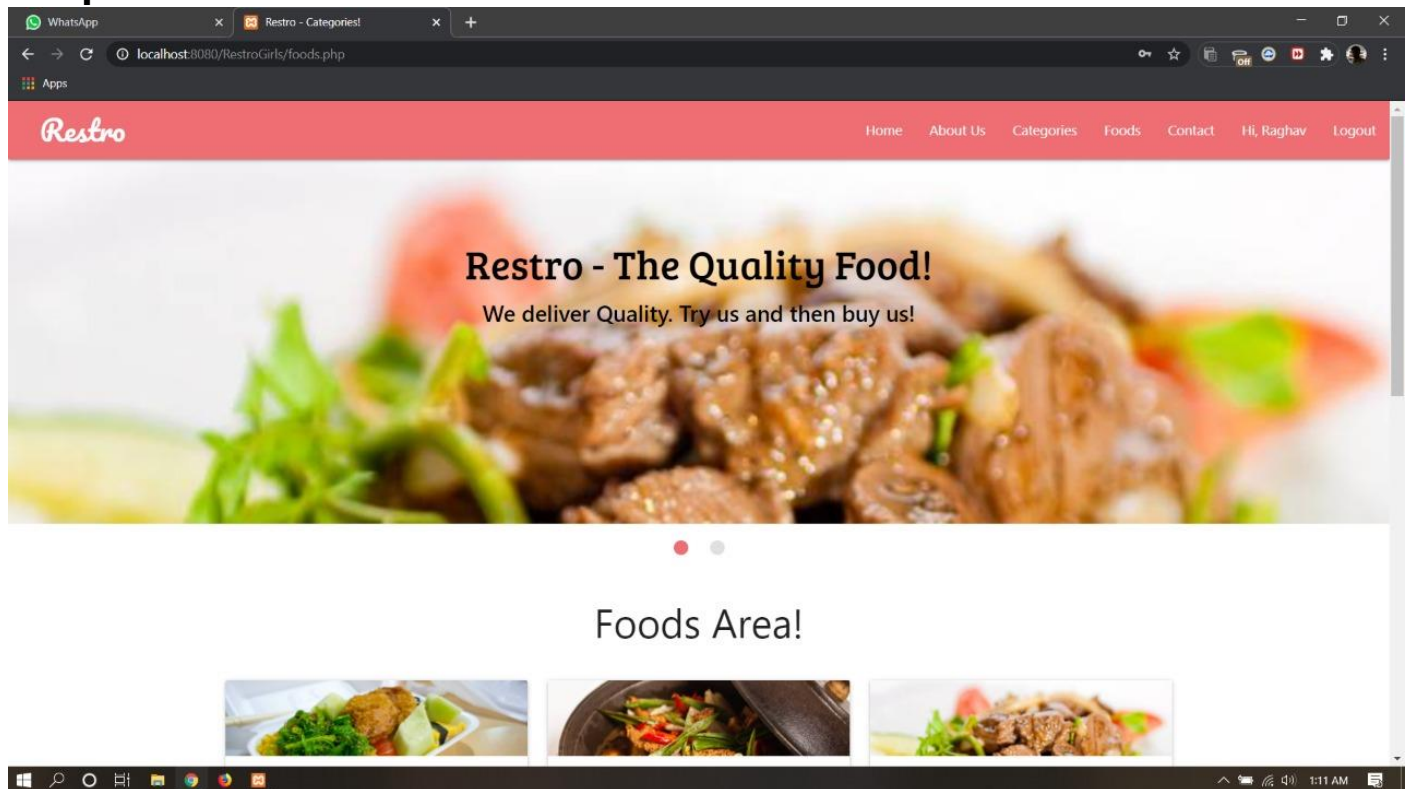 WhatsApp
Restro - Categories!
localhost:8080/RestroGirls/foods.php
Off
Apps
Restro
Home About Us Categories Foods Contact Hi, Raghav Logout
Restro - The Quality Food!
We deliver Quality. Try us and then buy us!
Foods Area!
1:11 AM